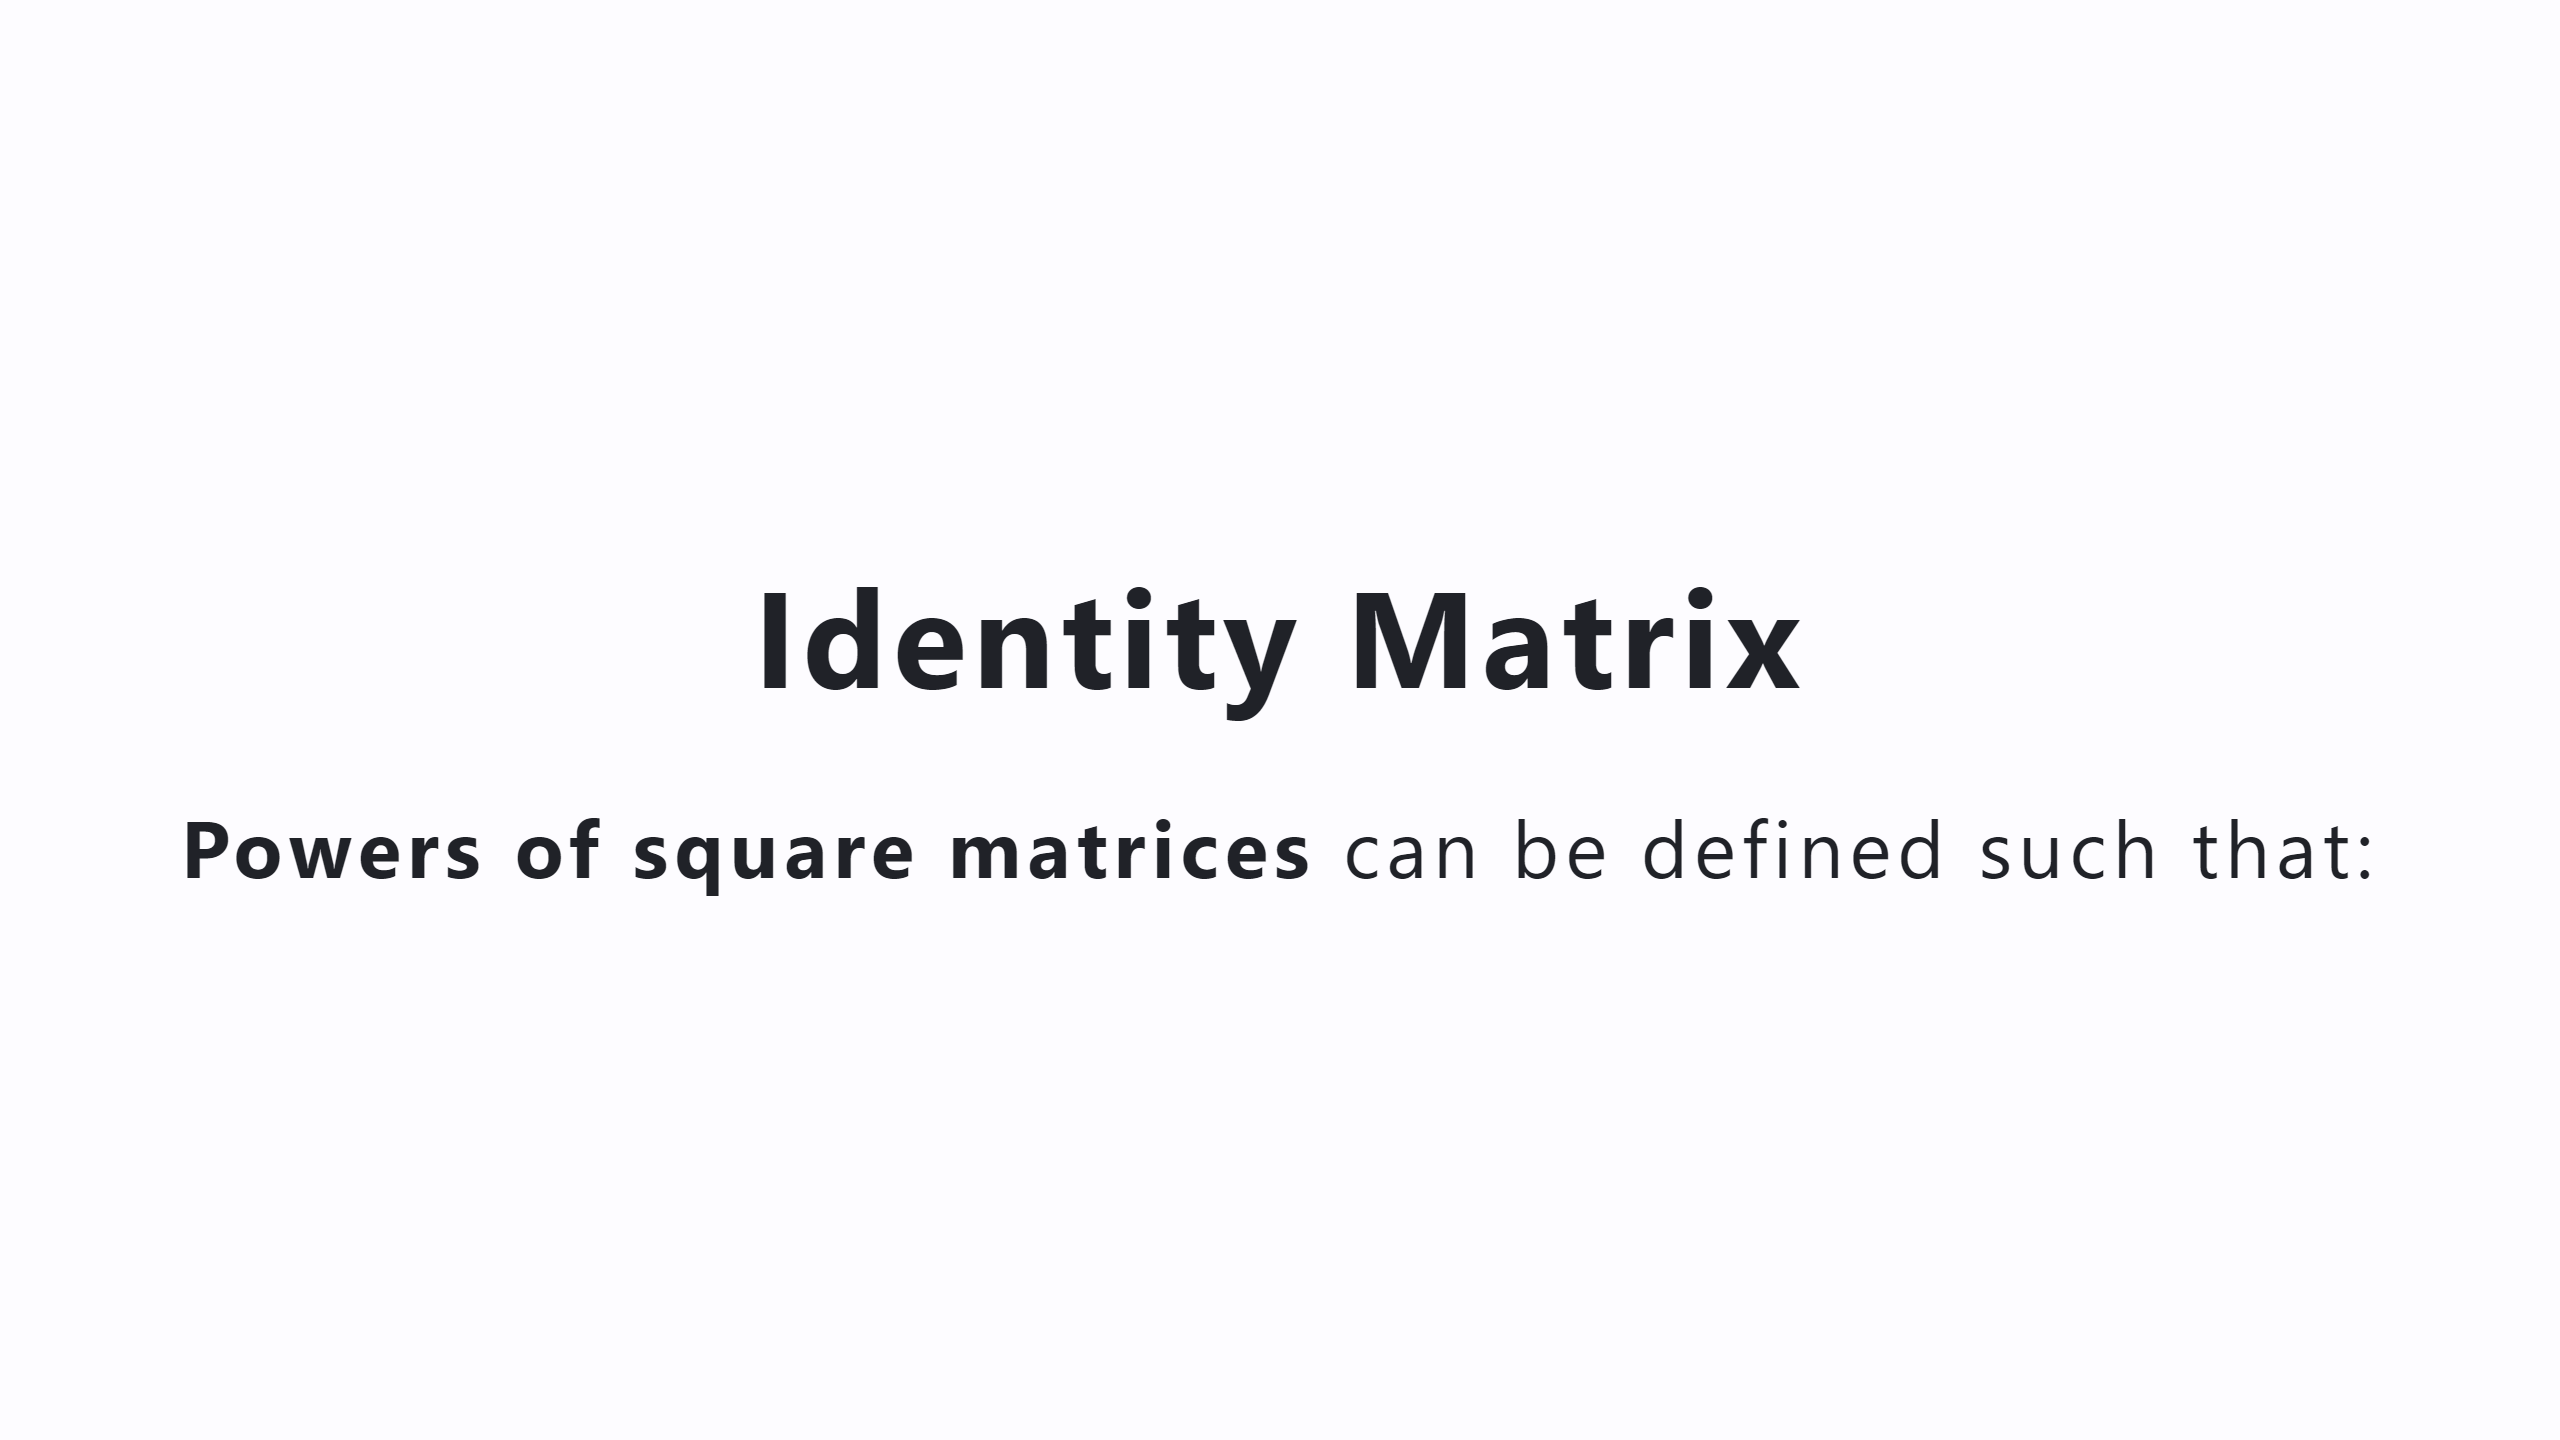 Identity Matrix
Powers of square matrices can be defined such that: